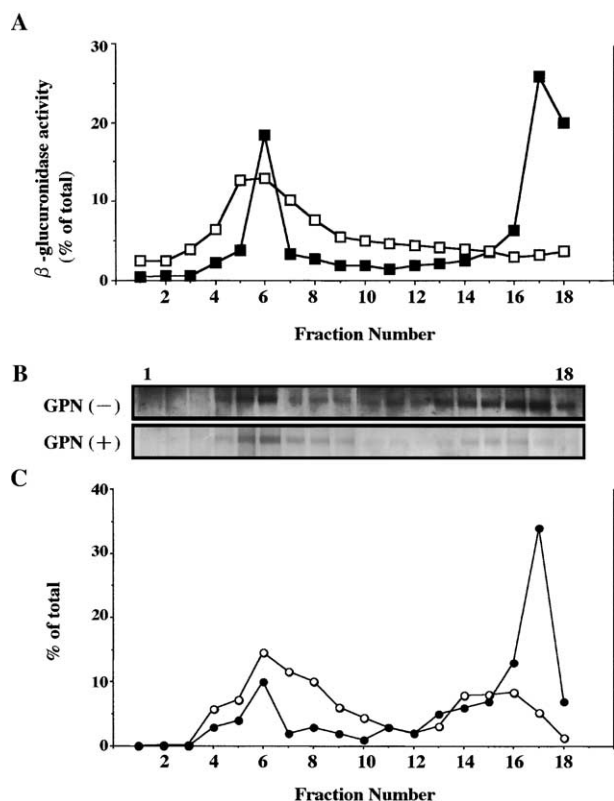 A
30
20
10
0
β-glucuronidase activity
(% of total)
2 4 6 8 10 12 14 16 18
Fraction Number
B
1 18
GPN (−)
GPN (+)
C
40
30
20
10
0
% of total
2 4 6 8 10 12 14 16 18
Fraction Number